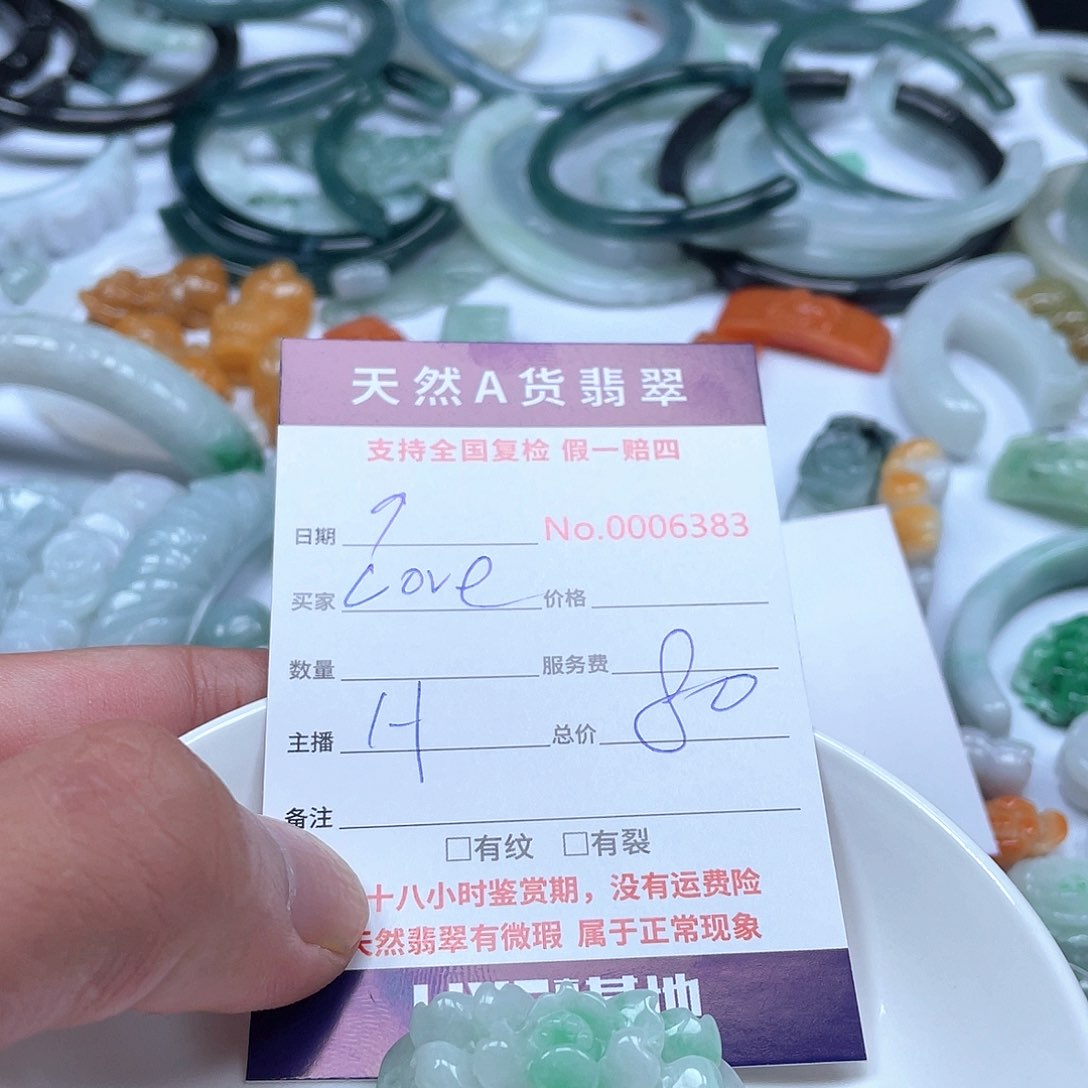 天然A货翡翠
支持全国复检 假一赔四
日期 9 No.0006383
买家 Love 价格
数量 服务费
主播 H 总价 80
备注
□有纹 □有裂
十八小时鉴赏期，没有运费险
天然翡翠有微瑕 属于正常现象
基地